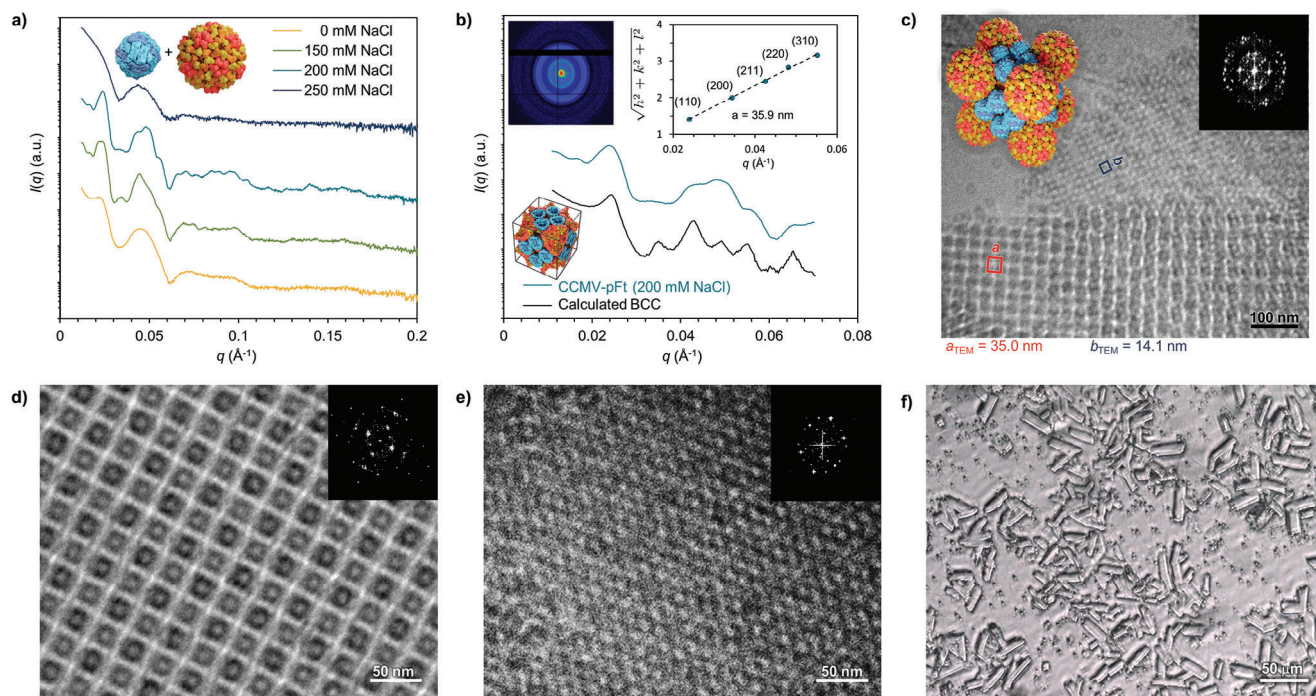 a)
+
0 mM NaCl
150 mM NaCl
200 mM NaCl
250 mM NaCl
I(q) (a.u.)
0
0.05
0.1
0.15
0.2
q (Å⁻¹)
b)
I(q) (a.u.)
√h² + k² + l²
4
3
2
1
(110)
(200)
(211)
(220)
(310)
a = 35.9 nm
0.02
0.04
0.06
q (Å⁻¹)
CCMV-pFt (200 mM NaCl)
Calculated BCC
0
0.02
0.04
0.06
0.08
q (Å⁻¹)
c)
b
a
100 nm
aTEM = 35.0 nm
bTEM = 14.1 nm
d)
50 nm
e)
50 nm
f)
50 µm